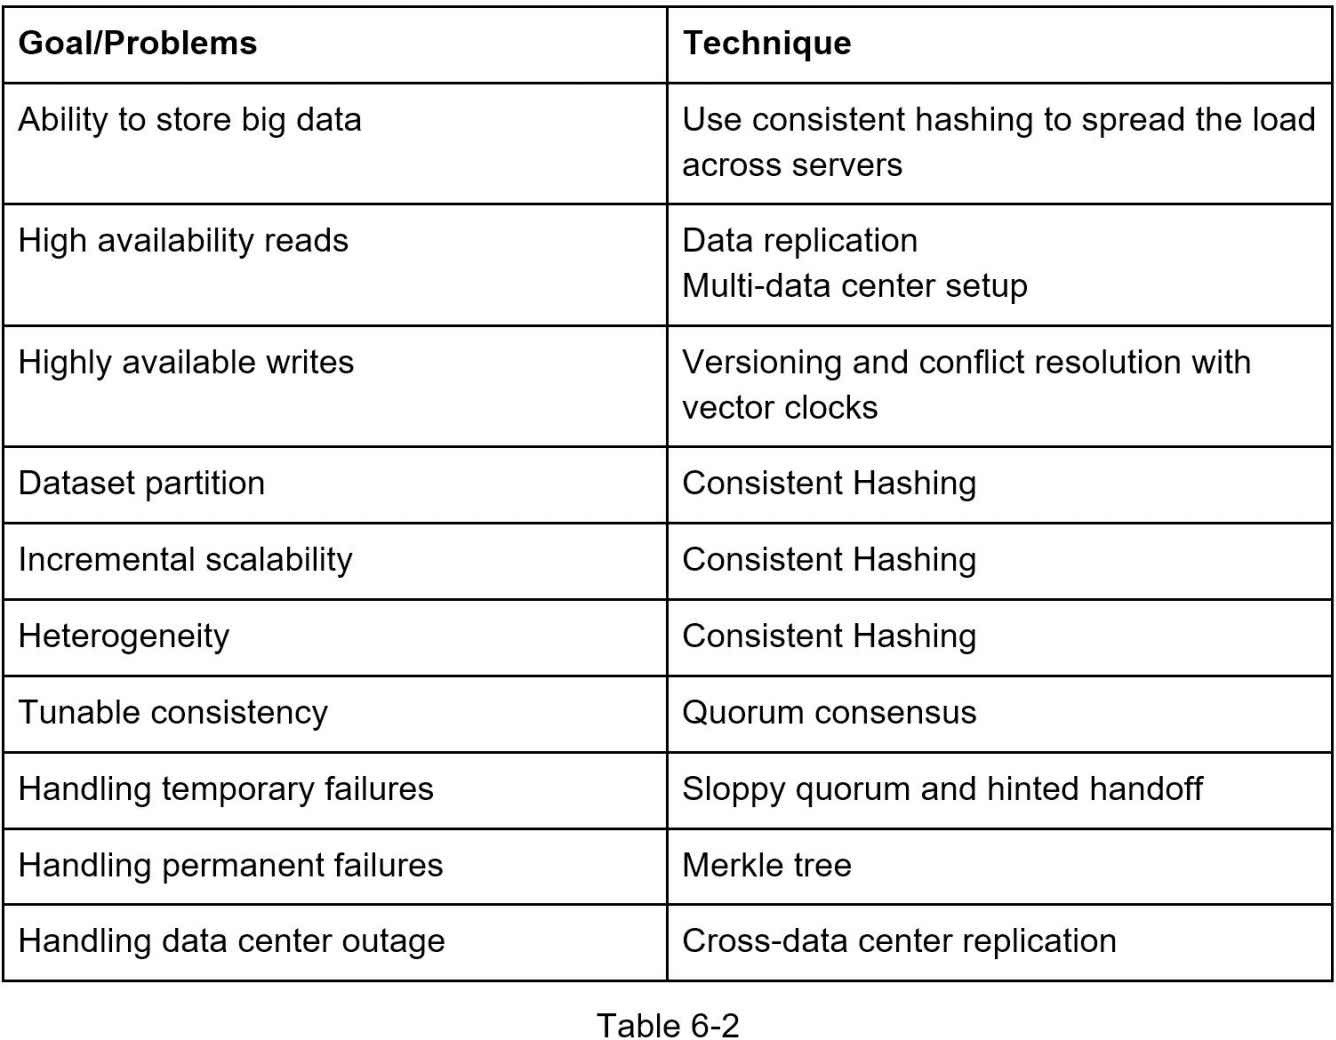 Goal/Problems
Technique
Ability to store big data
Use consistent hashing to spread the load
across servers
High availability reads
Data replication
Multi-data center setup
Highly available writes
Versioning and conflict resolution with
vector clocks
Dataset partition
Consistent Hashing
Incremental scalability
Consistent Hashing
Heterogeneity
Consistent Hashing
Tunable consistency
Quorum consensus
Handling temporary failures
Sloppy quorum and hinted handoff
Handling permanent failures
Merkle tree
Handling data center outage
Cross-data center replication
Table 6-2